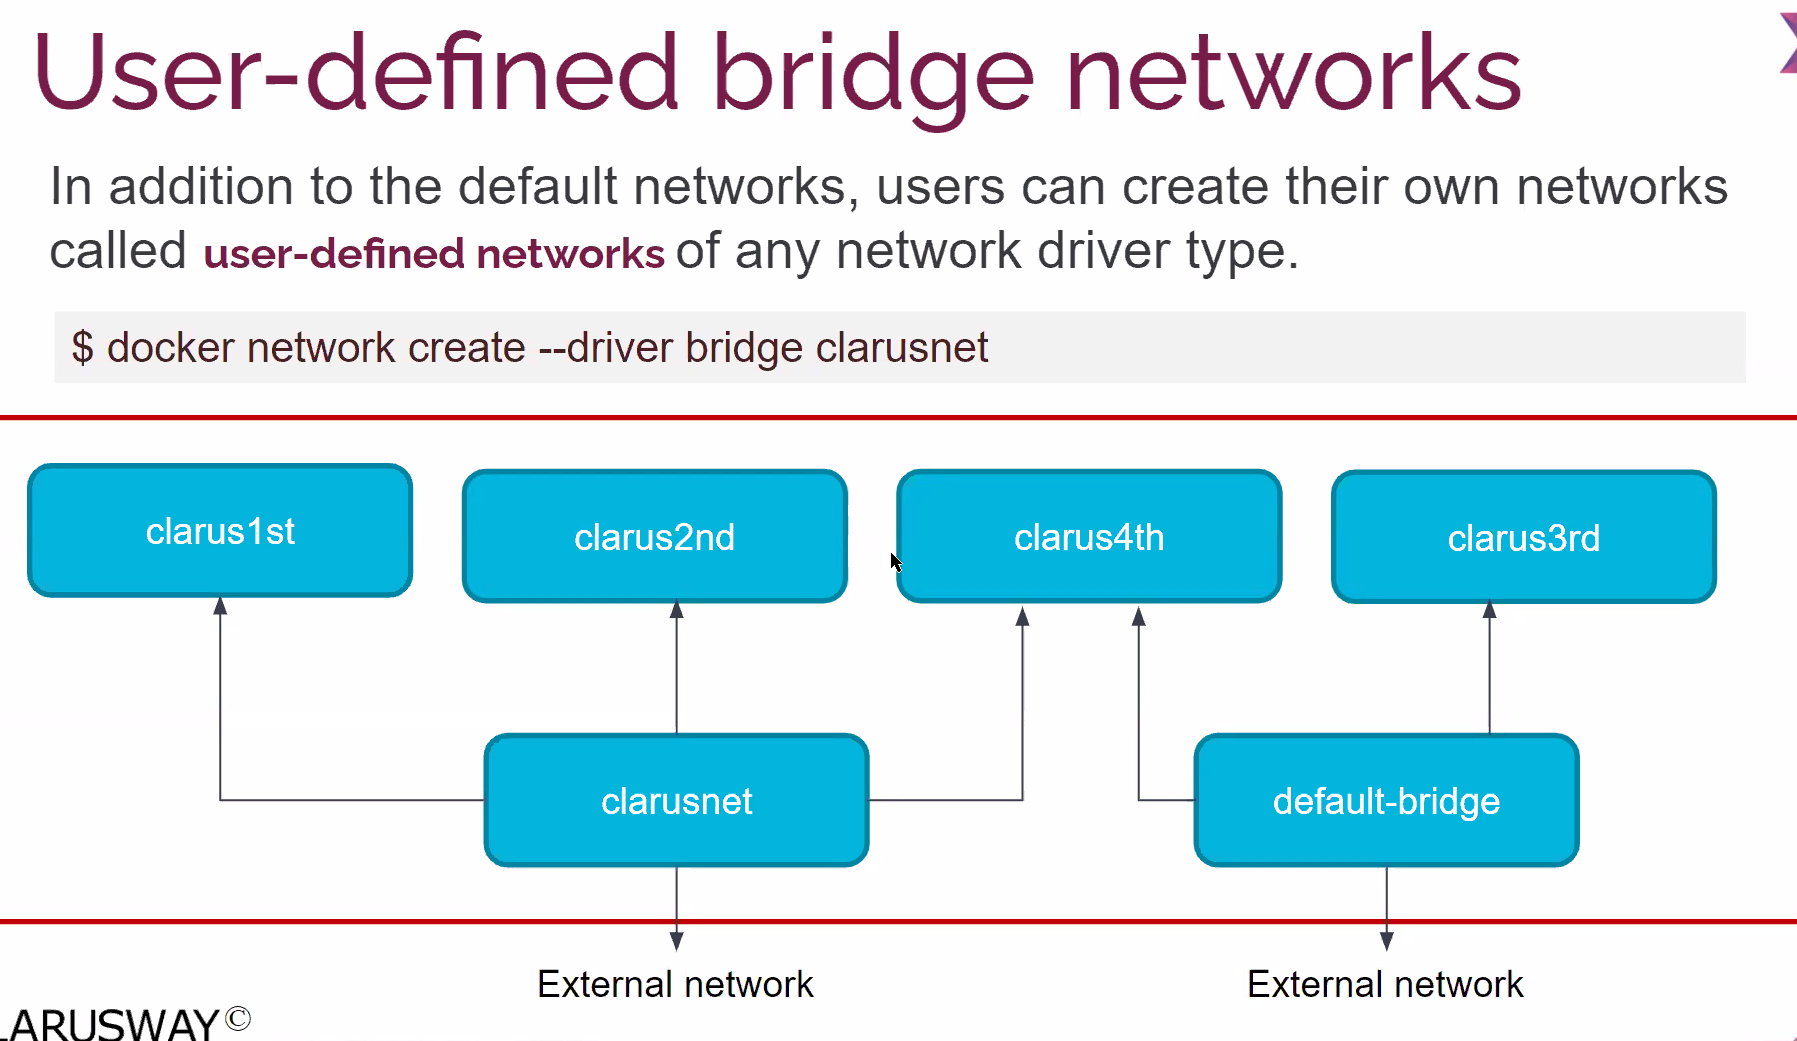 User-defined bridge networks
In addition to the default networks, users can create their own networks
called user-defined networks of any network driver type.
$ docker network create --driver bridge clarusnet
clarus1st
clarus2nd
clarus4th
clarus3rd
clarusnet
default-bridge
External network
External network
LARUSWAY©